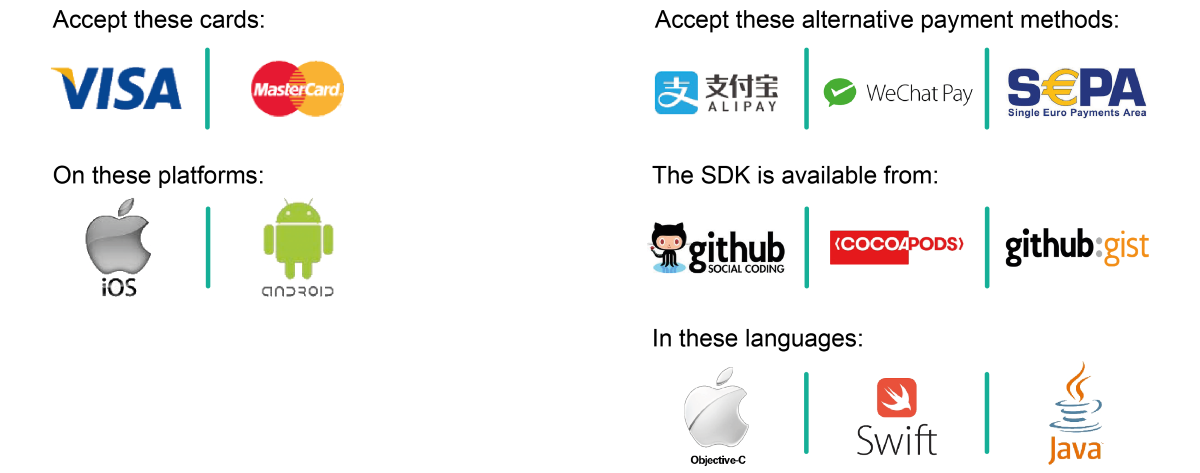 Accept these cards:
VISA
MasterCard
Accept these alternative payment methods:
支
支付宝
ALIPAY
WeChat Pay
S€PA
Single Euro Payments Area
On these platforms:
iOS
ANDROID
The SDK is available from:
github
SOCIAL CODING
COCOAPODS
github:gist
In these languages:
Objective-C
Swift
Java